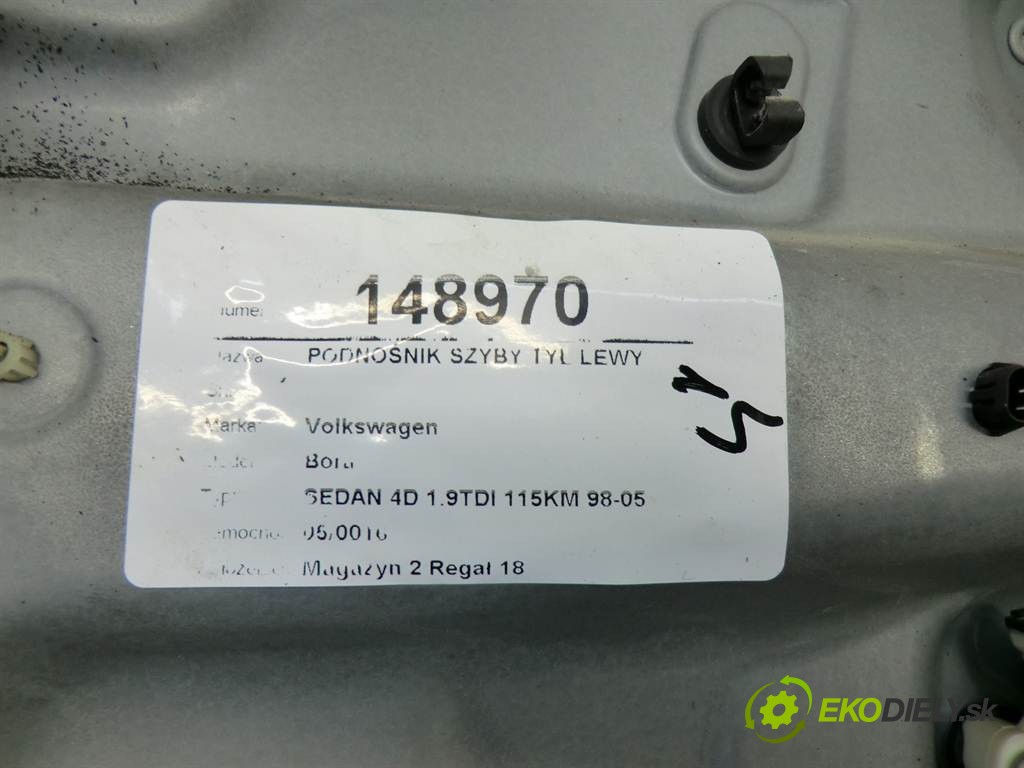 148970
PODNOŚNIK SZYBY TYŁ LEWY
Marka
Volkswagen
Bora
SEDAN 4D 1.9TDI 115KM 98-05
05/0016
Magazyn 2 Regał 18
EKODIELY.sk